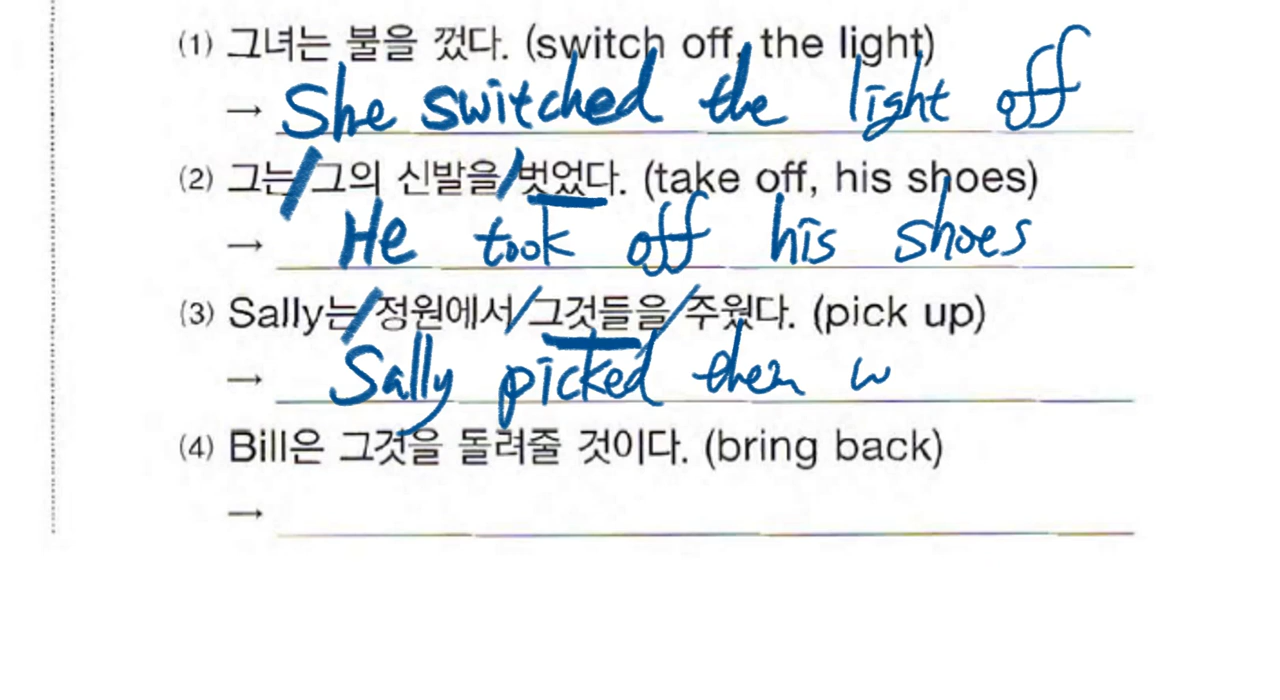 (1) 그녀는 불을 껐다. (switch off, the light)
→ She switched the light off
(2) 그는/그의 신발을/벗었다. (take off, his shoes)
→ He took off his shoes
(3) Sally는/정원에서/그것들을/주웠다. (pick up)
→ Sally picked them
(4) Bill은 그것을 돌려줄 것이다. (bring back)
→